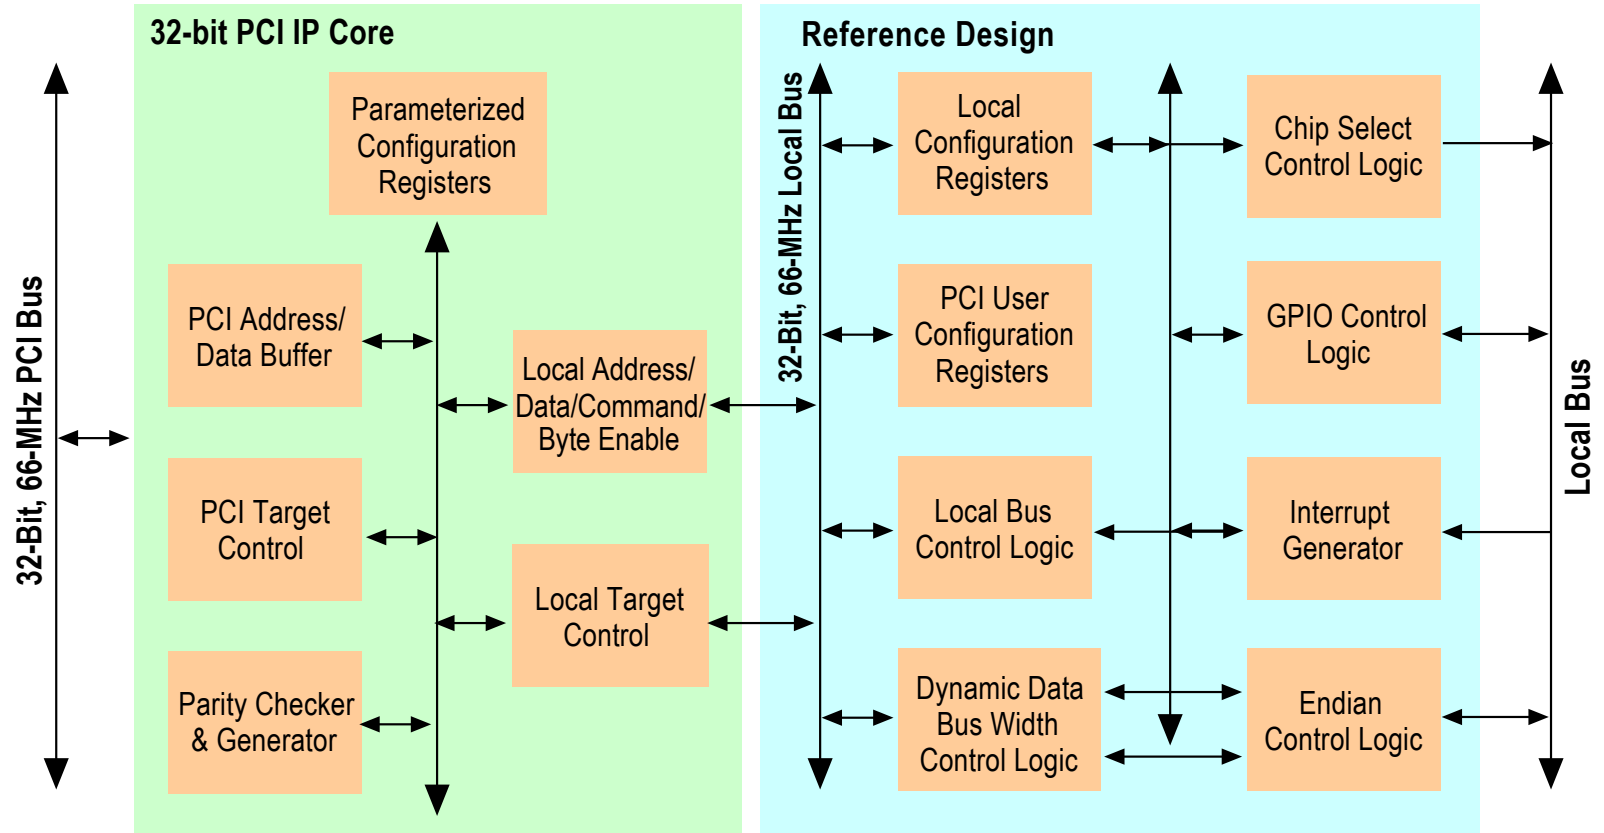 32-bit PCI IP Core
Reference Design
32-Bit, 66-MHz PCI Bus
Parameterized
Configuration
Registers
PCI Address/
Data Buffer
PCI Target
Control
Parity Checker
& Generator
Local Address/
Data/Command/
Byte Enable
Local Target
Control
32-Bit, 66-MHz Local Bus
Local
Configuration
Registers
PCI User
Configuration
Registers
Local Bus
Control Logic
Dynamic Data
Bus Width
Control Logic
Chip Select
Control Logic
GPIO Control
Logic
Interrupt
Generator
Endian
Control Logic
Local Bus